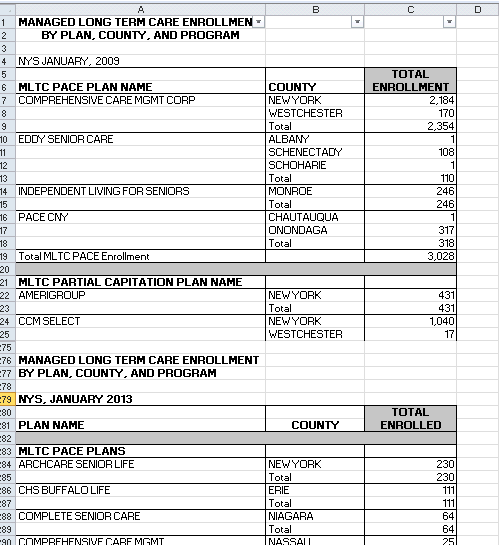 A B C D
1 MANAGED LONG TERM CARE ENROLLMEN
2 BY PLAN, COUNTY, AND PROGRAM
3
4 NYS JANUARY, 2009
5 TOTAL
6 MLTC PACE PLAN NAME COUNTY ENROLLMENT
7 COMPREHENSIVE CARE MGMT CORP NEW YORK 2,184
8 WESTCHESTER 170
9 Total 2,354
10 EDDY SENIOR CARE ALBANY 1
11 SCHENECTADY 108
12 SCHOHARIE 1
13 Total 110
14 INDEPENDENT LIVING FOR SENIORS MONROE 246
15 Total 246
16 PACE CNY CHAUTAUQUA 1
17 ONONDAGA 317
18 Total 318
19 Total MLTC PACE Enrollment 3,028
20
21 MLTC PARTIAL CAPITATION PLAN NAME
22 AMERIGROUP NEW YORK 431
23 Total 431
24 CCM SELECT NEW YORK 1,040
25 WESTCHESTER 17
275
276 MANAGED LONG TERM CARE ENROLLMENT
277 BY PLAN, COUNTY, AND PROGRAM
278
279 NYS, JANUARY 2013
280 TOTAL
281 PLAN NAME COUNTY ENROLLED
282
283 MLTC PACE PLANS
284 ARCHCARE SENIOR LIFE NEW YORK 230
285 Total 230
286 CHS BUFFALO LIFE ERIE 111
287 Total 111
288 COMPLETE SENIOR CARE NIAGARA 64
289 Total 64
290 COMPREHENSIVE CARE MGMT NASSAU 25